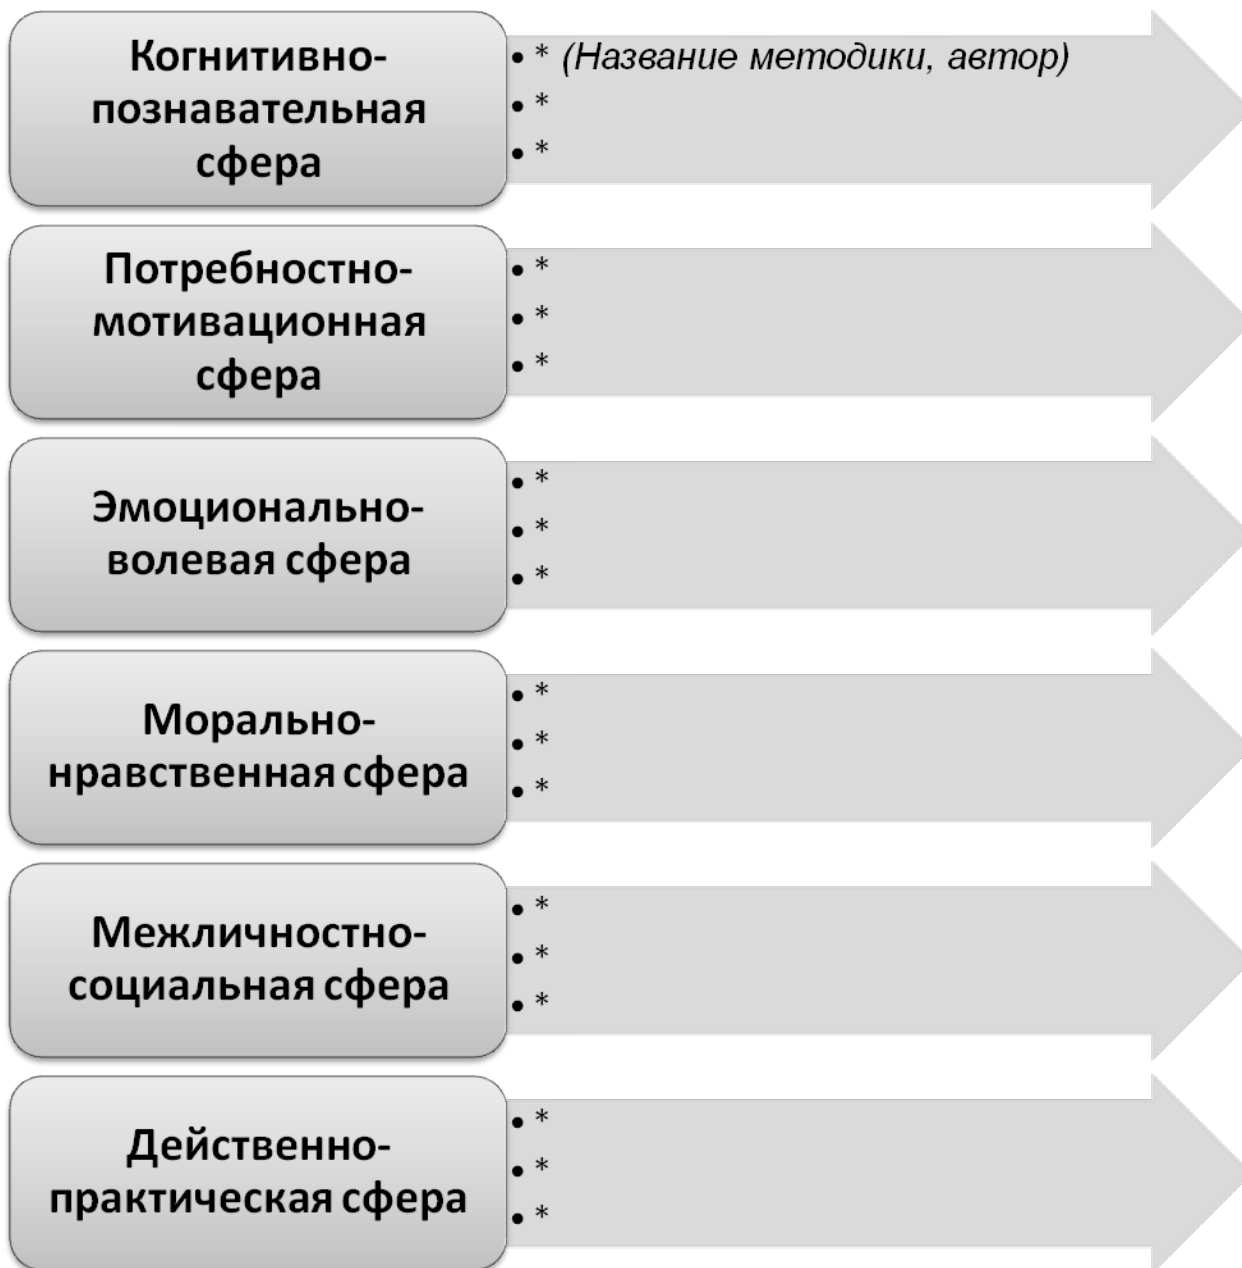 Когнитивно-
познавательная
сфера
• * (Название методики, автор)
• *
• *
Потребностно-
мотивационная
сфера
• *
• *
• *
Эмоционально-
волевая сфера
• *
• *
• *
Морально-
нравственная сфера
• *
• *
• *
Межличностно-
социальная сфера
• *
• *
• *
Действенно-
практическая сфера
• *
• *
• *